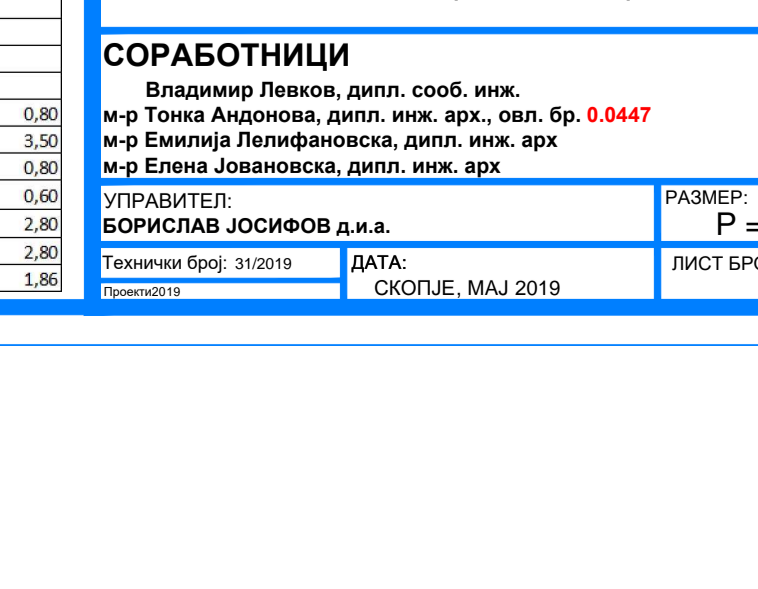 0,80
3,50
0,80
0,60
2,80
2,80
1,86
СОРАБОТНИЦИ
Владимир Левков, дипл. сооб. инж.
м-р Тонка Андонова, дипл. инж. арх., овл. бр. 0.0447
м-р Емилија Лелифановска, дипл. инж. арх
м-р Елена Јовановска, дипл. инж. арх
УПРАВИТЕЛ:
БОРИСЛАВ ЈОСИФОВ д.и.а.
РАЗМЕР:
Р =
Технички број: 31/2019
Проекти2019
ДАТА:
СКОПЈЕ, МАЈ 2019
ЛИСТ